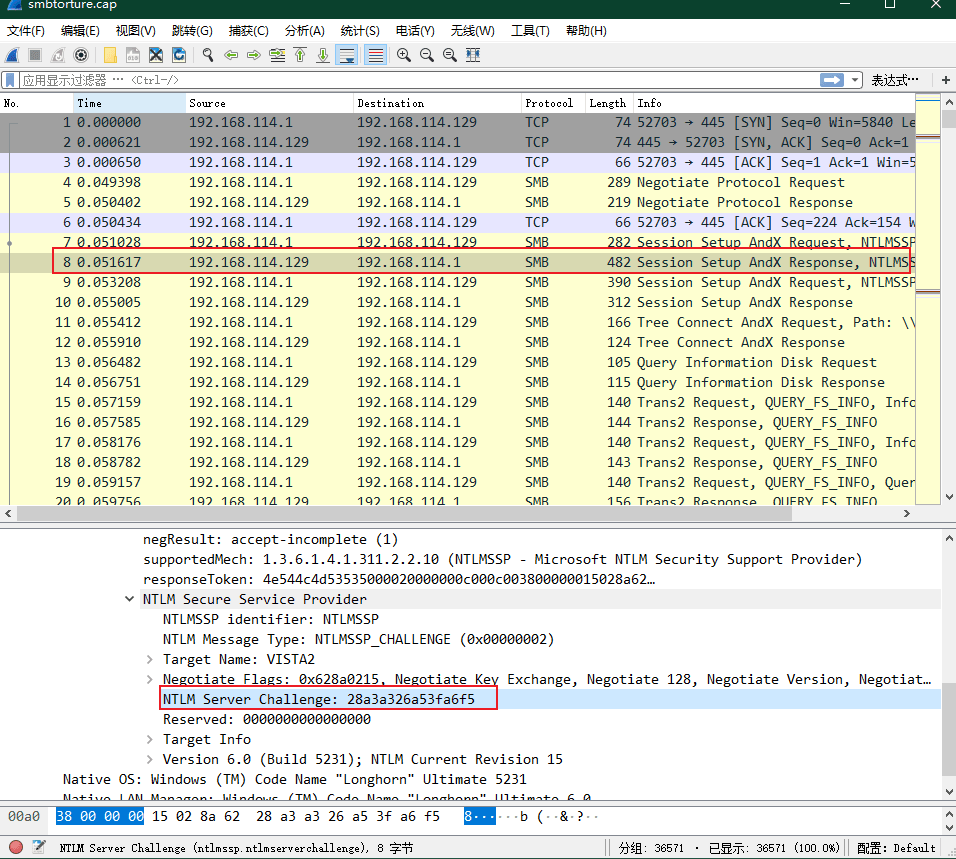 smbtorture.cap
文件(F) 编辑(E) 视图(V) 跳转(G) 捕获(C) 分析(A) 统计(S) 电话(Y) 无线(W) 工具(T) 帮助(H)
应用显示过滤器 … <Ctrl-/> 表达式… +
No. Time Source Destination Protocol Length Info
1 0.000000 192.168.114.1 192.168.114.129 TCP 74 52703 → 445 [SYN] Seq=0 Win=5840 Le
2 0.000621 192.168.114.129 192.168.114.1 TCP 74 445 → 52703 [SYN, ACK] Seq=0 Ack=1
3 0.000650 192.168.114.1 192.168.114.129 TCP 66 52703 → 445 [ACK] Seq=1 Ack=1 Win=5
4 0.049398 192.168.114.1 192.168.114.129 SMB 289 Negotiate Protocol Request
5 0.050402 192.168.114.129 192.168.114.1 SMB 219 Negotiate Protocol Response
6 0.050434 192.168.114.1 192.168.114.129 TCP 66 52703 → 445 [ACK] Seq=224 Ack=154 W
7 0.051028 192.168.114.1 192.168.114.129 SMB 282 Session Setup AndX Request, NTLMSSP
8 0.051617 192.168.114.129 192.168.114.1 SMB 482 Session Setup AndX Response, NTLMSS
9 0.053208 192.168.114.1 192.168.114.129 SMB 390 Session Setup AndX Request, NTLMSSP
10 0.055005 192.168.114.129 192.168.114.1 SMB 312 Session Setup AndX Response
11 0.055412 192.168.114.1 192.168.114.129 SMB 166 Tree Connect AndX Request, Path: \\
12 0.055910 192.168.114.129 192.168.114.1 SMB 124 Tree Connect AndX Response
13 0.056482 192.168.114.1 192.168.114.129 SMB 105 Query Information Disk Request
14 0.056751 192.168.114.129 192.168.114.1 SMB 115 Query Information Disk Response
15 0.057159 192.168.114.1 192.168.114.129 SMB 140 Trans2 Request, QUERY_FS_INFO, Info
16 0.057585 192.168.114.129 192.168.114.1 SMB 144 Trans2 Response, QUERY_FS_INFO
17 0.058176 192.168.114.1 192.168.114.129 SMB 140 Trans2 Request, QUERY_FS_INFO, Info
18 0.058782 192.168.114.129 192.168.114.1 SMB 143 Trans2 Response, QUERY_FS_INFO
19 0.059157 192.168.114.1 192.168.114.129 SMB 140 Trans2 Request, QUERY_FS_INFO, Quer
20 0.059756 192.168.114.129 192.168.114.1 SMB 156 Trans2 Response, QUERY_FS_INFO
negResult: accept-incomplete (1)
supportedMech: 1.3.6.1.4.1.311.2.2.10 (NTLMSSP - Microsoft NTLM Security Support Provider)
responseToken: 4e544c4d53535000020000000c000c003800000015028a62…
NTLM Secure Service Provider
NTLMSSP identifier: NTLMSSP
NTLM Message Type: NTLMSSP_CHALLENGE (0x00000002)
Target Name: VISTA2
Negotiate Flags: 0x628a0215, Negotiate Key Exchange, Negotiate 128, Negotiate Version, Negotiat…
NTLM Server Challenge: 28a3a326a53fa6f5
Reserved: 0000000000000000
Target Info
Version 6.0 (Build 5231); NTLM Current Revision 15
Native OS: Windows (TM) Code Name "Longhorn" Ultimate 5231
Native LAN Manager: Windows (TM) Code Name "Longhorn" Ultimate 6.0
00a0 38 00 00 00 15 02 8a 62 28 a3 a3 26 a5 3f a6 f5 8··· ···b (··&·?··
NTLM Server Challenge (ntlmssp.ntlmserverchallenge), 8 字节 分组: 36571 · 已显示: 36571 (100.0%) 配置: Default